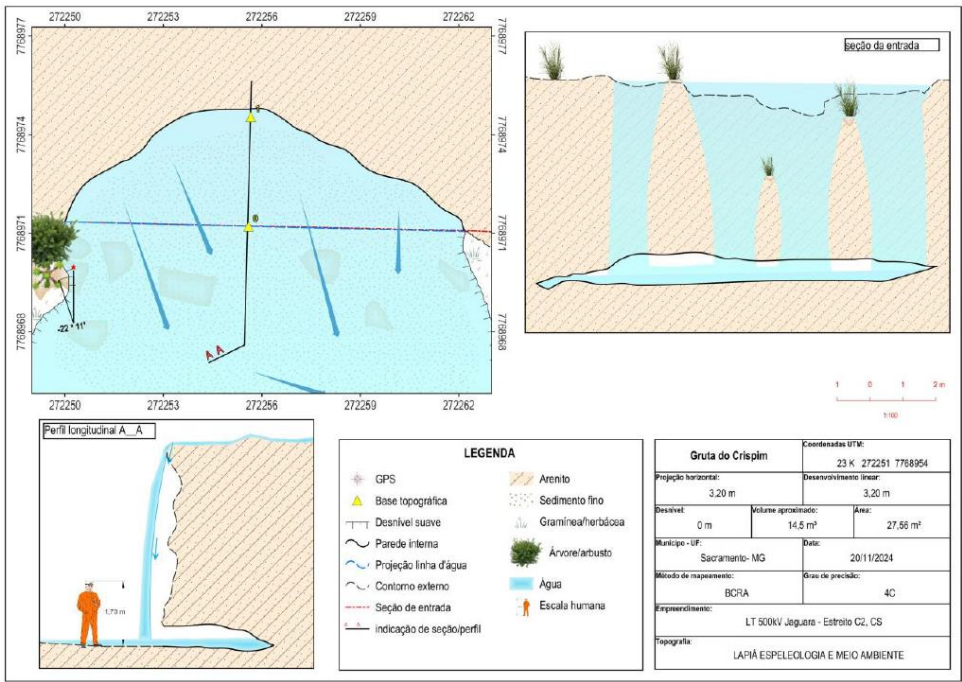 272250 272253 272256 272259 272262
7768977 7768977
7768974 7768974
7768971 7768971
7768968 7768968
0
-22 ° 11'
A A
272250 272253 272256 272259 272262
seção da entrada
1 0 1 2 m
1:100
Perfil longitudinal A__A
1,70 m
LEGENDA
GPS
Base topográfica
Desnível suave
Parede interna
Projeção linha d'água
Contorno externo
Seção de entrada
A A
indicação de seção/perfil
Arenito
Sedimento fino
Gramínea/herbácea
Árvore/arbusto
Água
Escala humana
Gruta do Crispim
Coordenadas UTM:
23 K 272251 7768954
Projeção horizontal:
3,20 m
Desenvolvimento linear:
3,20 m
Desnível:
0 m
Volume aproximado:
14,5 m³
Área:
27,56 m²
Município - UF:
Sacramento- MG
Data:
20/11/2024
Método de mapeamento:
BCRA
Grau de precisão:
4C
Empreendimento:
LT 500kV Jaguara - Estreito C2, CS
Topografia:
LAPIÁ ESPELEOLOGIA E MEIO AMBIENTE